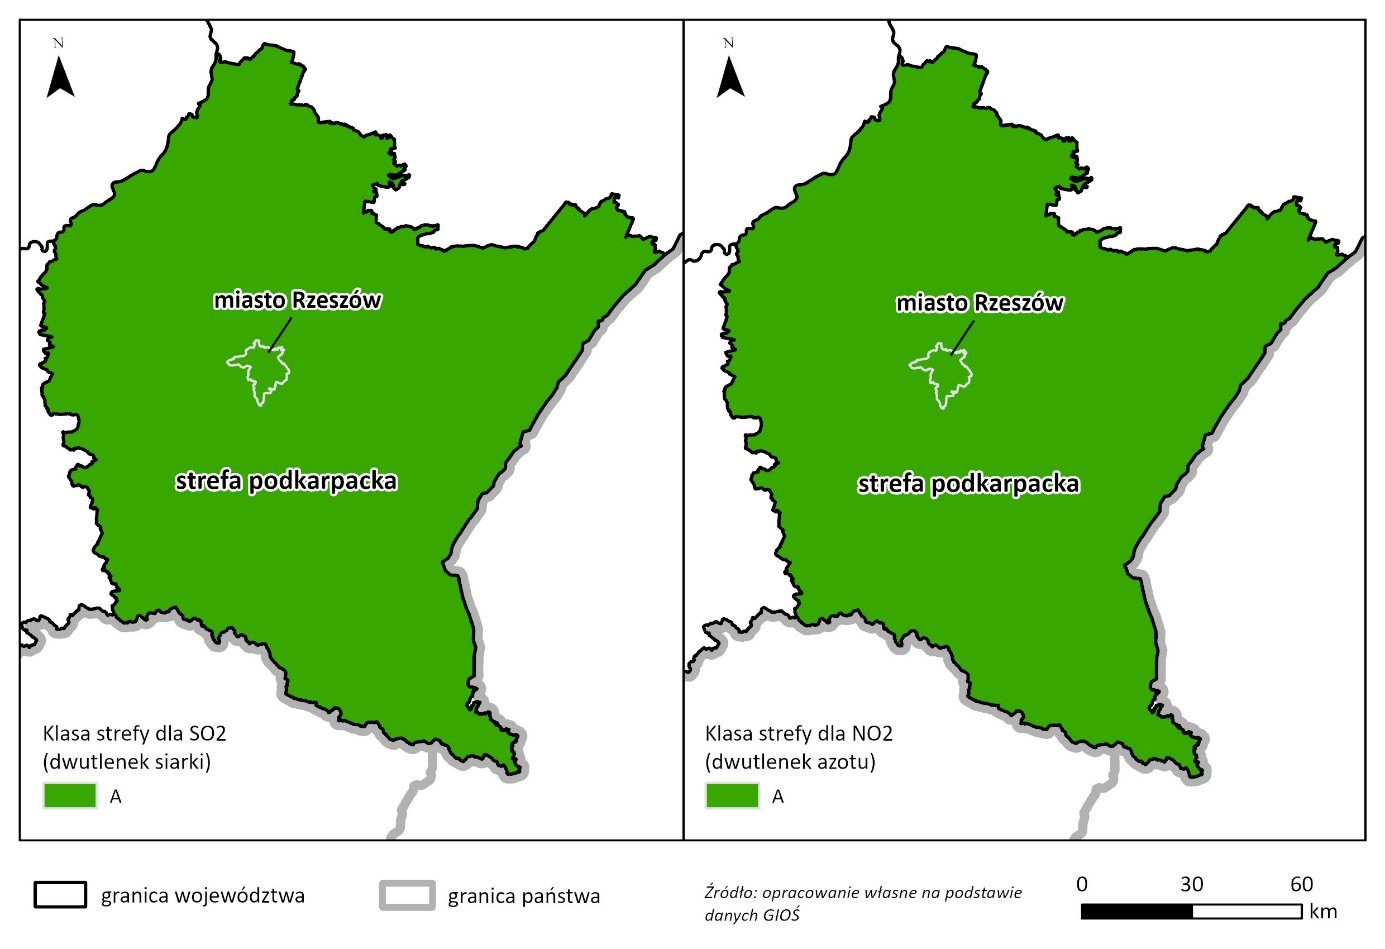 N
miasto Rzeszów
strefa podkarpacka
Klasa strefy dla SO2
(dwutlenek siarki)
A
N
miasto Rzeszów
strefa podkarpacka
Klasa strefy dla NO2
(dwutlenek azotu)
A
granica województwa
granica państwa
Źródło: opracowanie własne na podstawie
danych GIOŚ
0 30 60
km